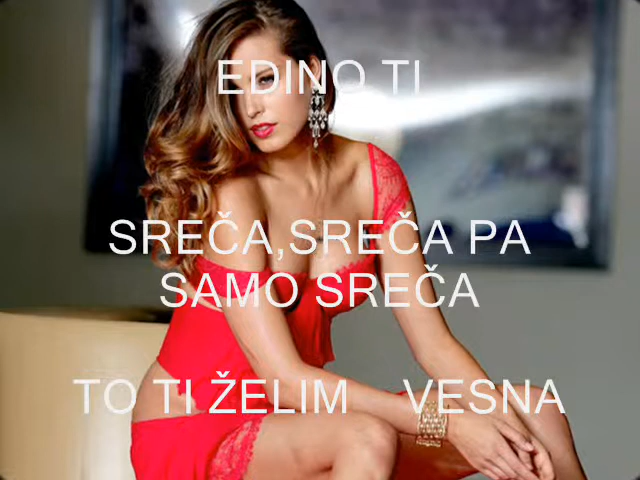 EDINO TI
SREČA,SREČA PA
SAMO SREČA
TO TI ŽELIM VESNA